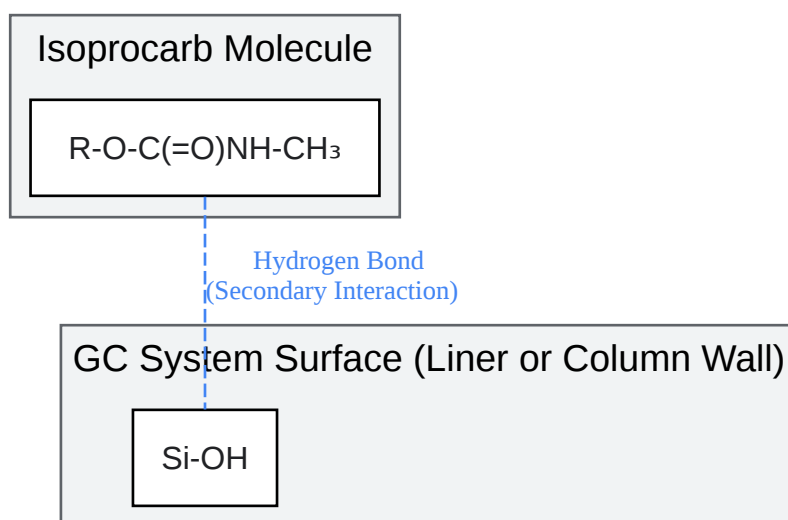 Isoprocarb Molecule
R-O-C(=O)NH-CH₃
Hydrogen Bond
(Secondary Interaction)
GC System Surface (Liner or Column Wall)
Si-OH